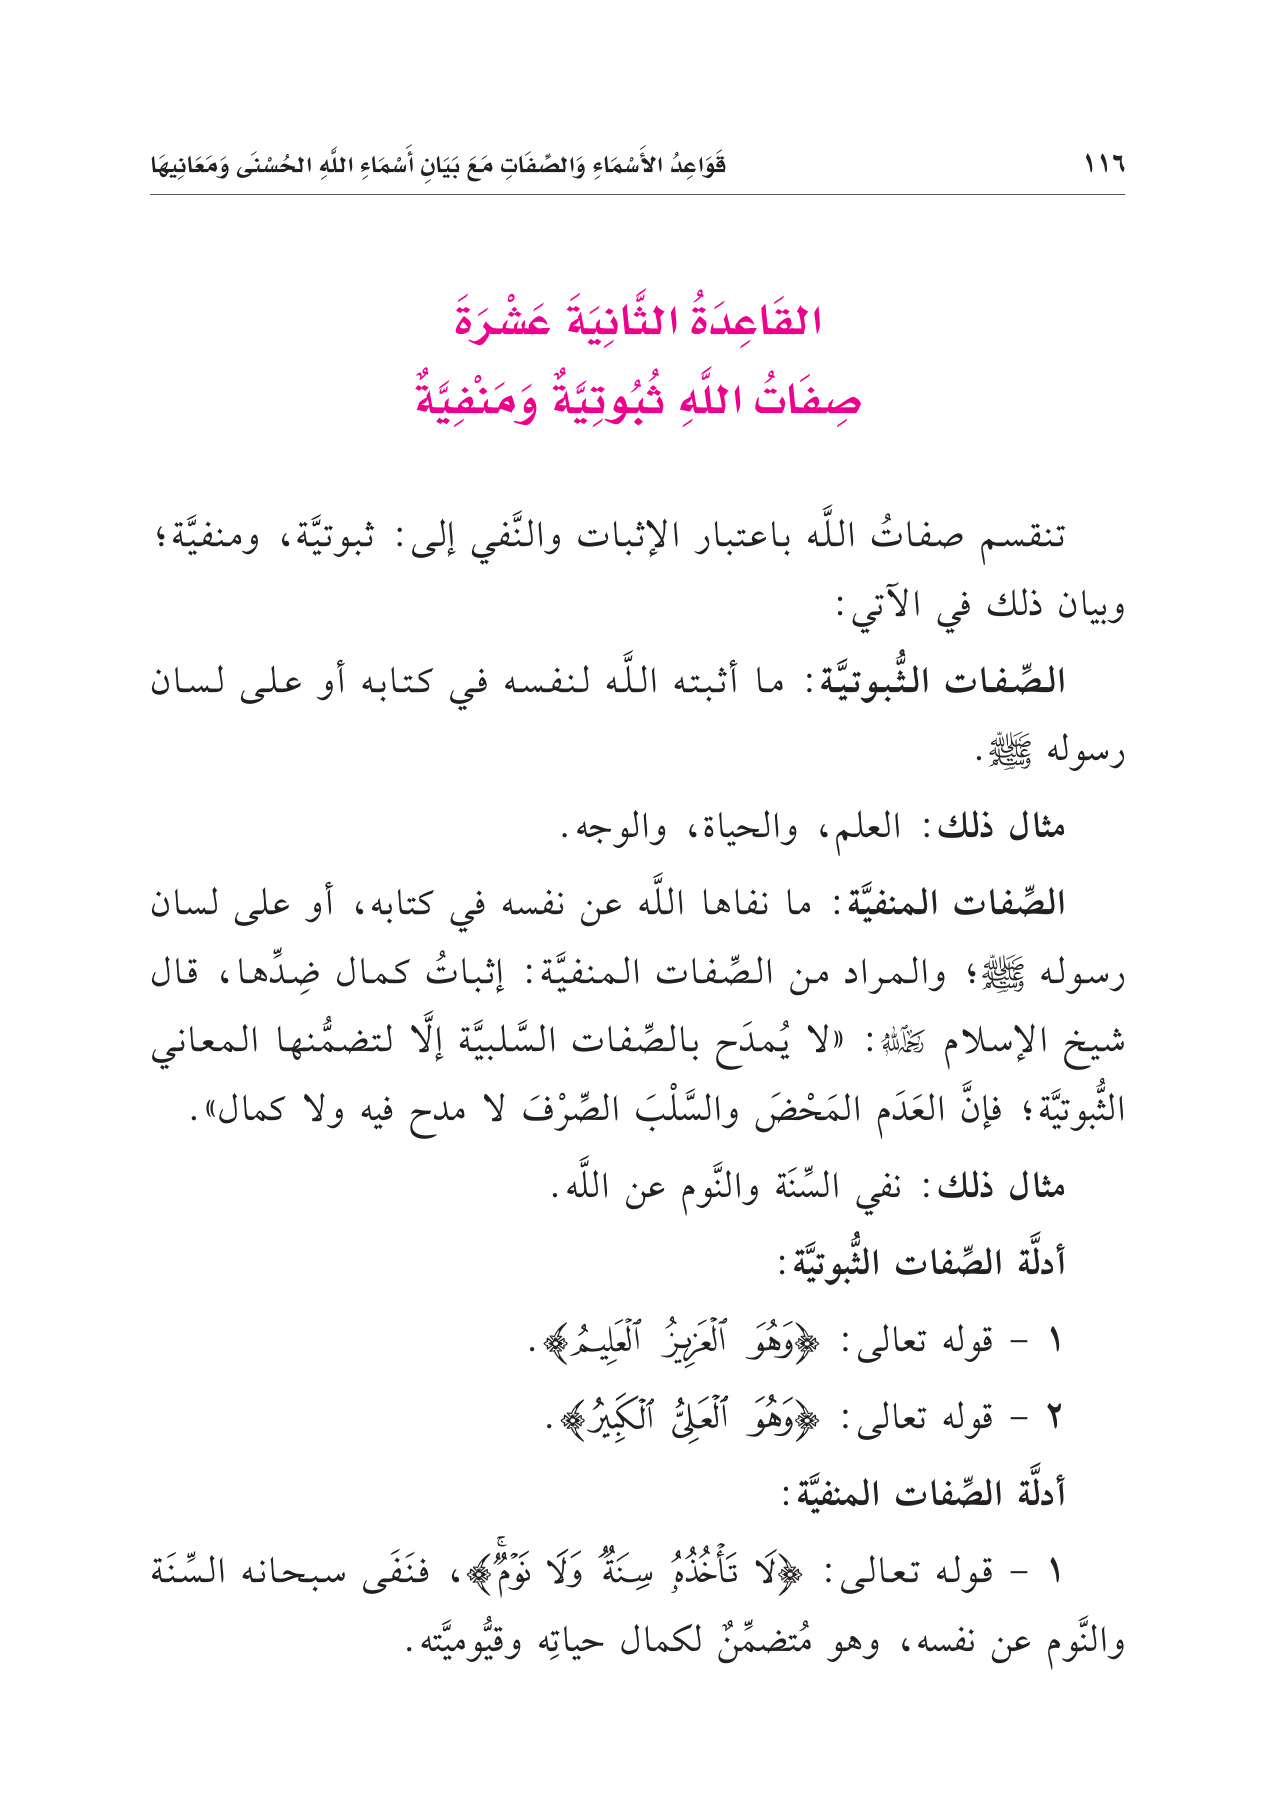 ١١٦ قَوَاعِدُ الأَسْمَاءِ وَالصِّفَاتِ مَعَ بَيَانِ أَسْمَاءِ اللَّهِ الحُسْنَى وَمَعَانِيهَا
القَاعِدَةُ الثَّانِيَةَ عَشْرَةَ
صِفَاتُ اللَّهِ ثُبُوتِيَّةٌ وَمَنْفِيَّةٌ
تنقسم صفاتُ اللَّه باعتبار الإثبات والنَّفي إلى: ثبوتيَّة، ومنفيَّة؛
وبيان ذلك في الآتي:
الصِّفات الثُّبوتيَّة: ما أثبته اللَّه لنفسه في كتابه أو على لسان
رسوله ﷺ.
مثال ذلك: العلم، والحياة، والوجه.
الصِّفات المنفيَّة: ما نفاها اللَّه عن نفسه في كتابه، أو على لسان
رسوله ﷺ؛ والمراد من الصِّفات المنفيَّة: إثباتُ كمال ضِدِّها، قال
شيخ الإسلام رَحِمَهُ اللَّهُ: «لا يُمدَح بالصِّفات السَّلبيَّة إلَّا لتضمُّنها المعاني
الثُّبوتيَّة؛ فإنَّ العَدَم المَحْضَ والسَّلْبَ الصِّرْفَ لا مدح فيه ولا كمال».
مثال ذلك: نفي السِّنَة والنَّوم عن اللَّه.
أدلَّة الصِّفات الثُّبوتيَّة:
١ - قوله تعالى: ﴿وَهُوَ ٱلْعَزِيزُ ٱلْعَلِيمُ﴾.
٢ - قوله تعالى: ﴿وَهُوَ ٱلْعَلِىُّ ٱلْكَبِيرُ﴾.
أدلَّة الصِّفات المنفيَّة:
١ - قوله تعالى: ﴿لَا تَأْخُذُهُۥ سِنَةٌ وَلَا نَوْمٌۚ﴾، فنَفَى سبحانه السِّنَة
والنَّوم عن نفسه، وهو مُتضمِّنٌ لكمال حياتِه وقيُّوميَّته.